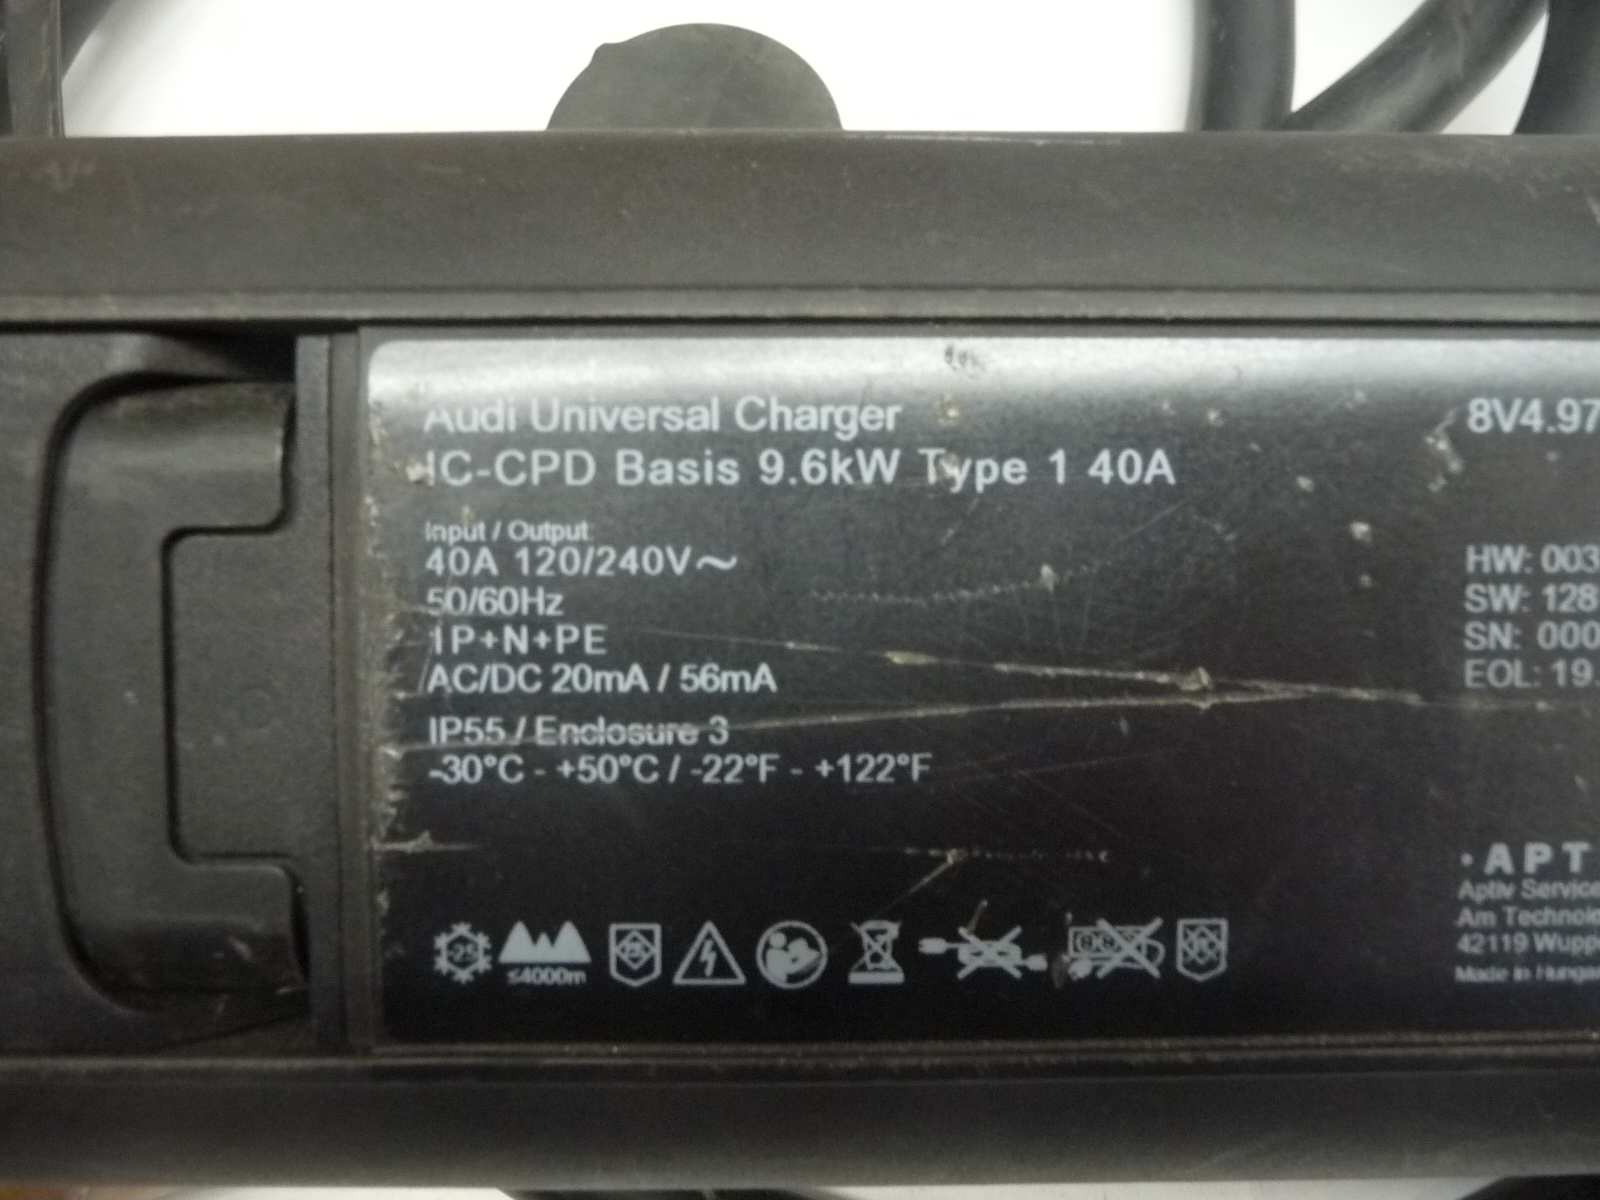 Audi Universal Charger
IC-CPD Basis 9.6kW Type 1 40A
Input / Output
40A 120/240V~
50/60Hz
1P+N+PE
AC/DC 20mA / 56mA
IP55 / Enclosure 3
-30°C - +50°C / -22°F - +122°F
-25
≤4000m
8V4.97
HW: 003
SW: 128
SN: 000
EOL: 19.
·APT
Aptiv Service
Am Technolo
42119 Wupp
Made in Hunga